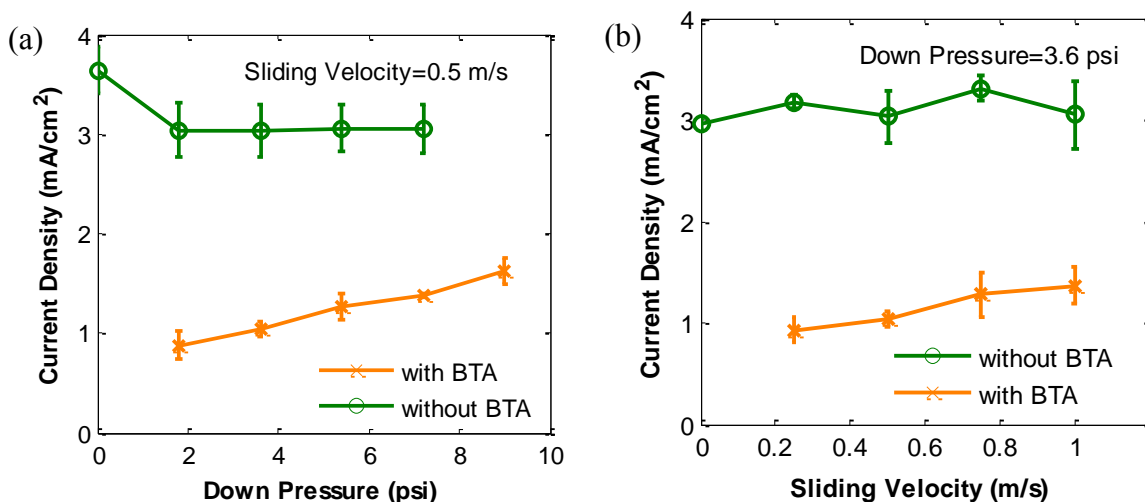 (a)
Sliding Velocity=0.5 m/s
4
3
2
1
0
Current Density (mA/cm²)
with BTA
without BTA
0 2 4 6 8 10
Down Pressure (psi)
(b)
Down Pressure=3.6 psi
4
3
2
1
0
Current Density (mA/cm²)
without BTA
with BTA
0 0.2 0.4 0.6 0.8 1
Sliding Velocity (m/s)